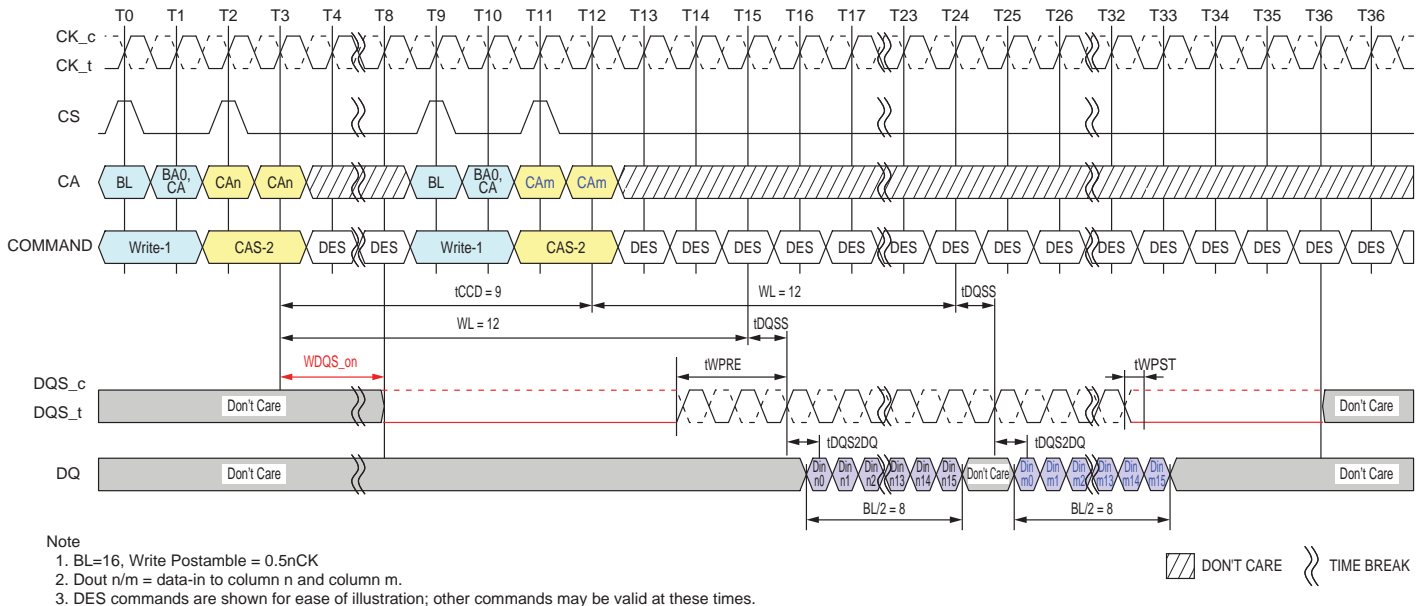 T0 T1 T2 T3 T4 T8 T9 T10 T11 T12 T13 T14 T15 T16 T17 T23 T24 T25 T26 T32 T33 T34 T35 T36 T36
CK_c
CK_t
CS
CA BL BA0, CA CAn CAn BL BA0, CA CAm CAm
COMMAND Write-1 CAS-2 DES DES Write-1 CAS-2 DES DES DES DES DES DES DES DES DES DES DES DES DES DES DES
tCCD = 9 WL = 12 tDQSS
WL = 12 tDQSS
WDQS_on tWPRE tWPST
DQS_c
DQS_t
Don't Care Don't Care
tDQS2DQ tDQS2DQ
DQ Don't Care Din n0 Din n1 Din n2 Din n13 Din n14 Din n15 Don't Care Din m0 Din m1 Din m2 Din m13 Din m14 Din m15 Don't Care
BL/2 = 8 BL/2 = 8
Note
1. BL=16, Write Postamble = 0.5nCK
2. Dout n/m = data-in to column n and column m.
3. DES commands are shown for ease of illustration; other commands may be valid at these times.
DON'T CARE TIME BREAK